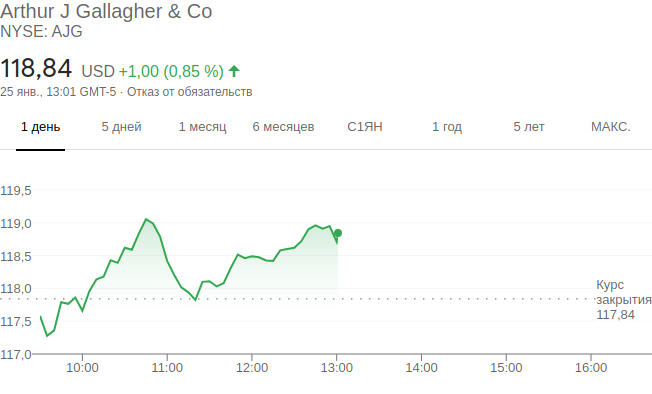 Arthur J Gallagher & Co
NYSE: AJG
118,84 USD +1,00 (0,85 %)
25 янв., 13:01 GMT-5 · Отказ от обязательств
1 день 5 дней 1 месяц 6 месяцев С1ЯН 1 год 5 лет МАКС.
119,5
119,0
118,5
118,0
117,5
117,0
Курс
закрытия
117,84
10:00 11:00 12:00 13:00 14:00 15:00 16:00